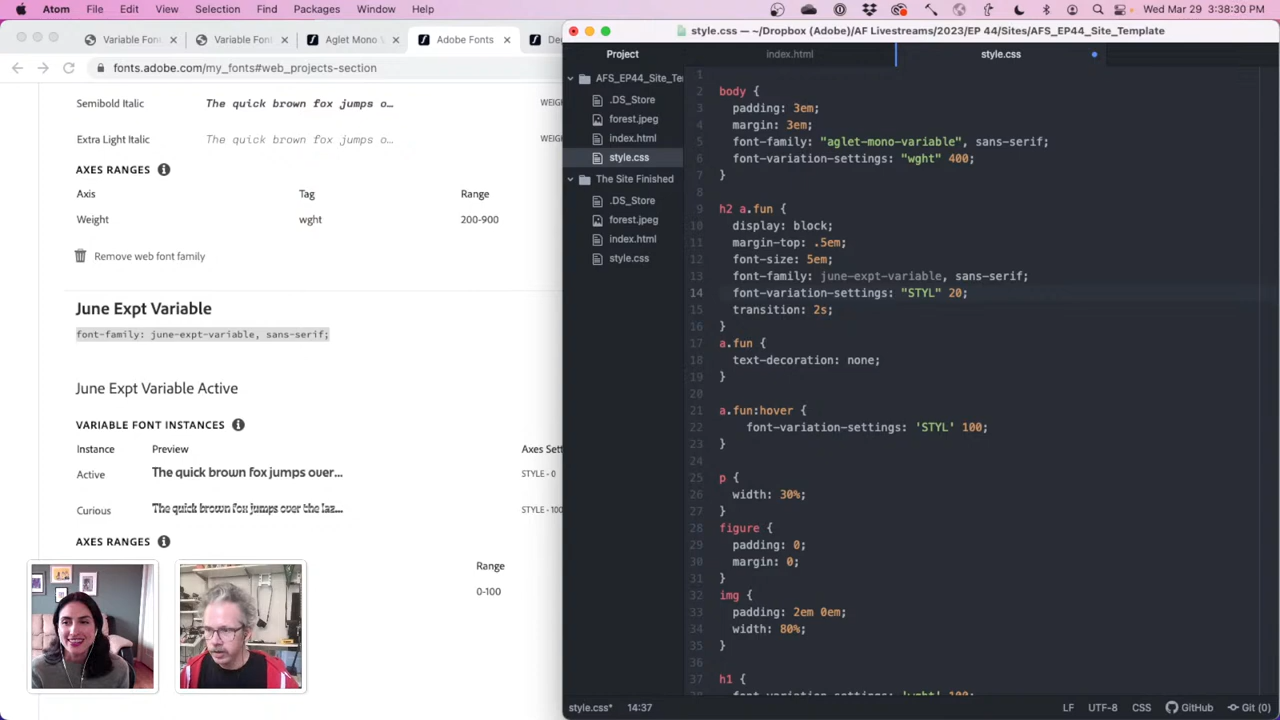 Atom File Edit View Selection Find Packages Window Help
Wed Mar 29 3:38:30 PM
Variable Fon
Variable Fon
Aglet Mono V
Adobe Fonts
fonts.adobe.com/my_fonts#web_projects-section
Semibold Italic
The quick brown fox jumps o...
Extra Light Italic
The quick brown fox jumps o...
AXES RANGES
Axis Tag Range
Weight wght 200-900
Remove web font family
June Expt Variable
font-family: june-expt-variable, sans-serif;
June Expt Variable Active
VARIABLE FONT INSTANCES
Instance Preview
Active The quick brown fox jumps over... STYLE - 0
Curious The quick brown fox jumps over the laz...
AXES RANGES
Range
0-100
style.css — ~/Dropbox (Adobe)/AF Livestreams/2023/EP 44/Sites/AFS_EP44_Site_Template
Project
index.html
style.css
AFS_EP44_Site_Te
.DS_Store
forest.jpeg
index.html
style.css
The Site Finished
.DS_Store
forest.jpeg
index.html
style.css
1
2 body {
3 padding: 3em;
4 margin: 3em;
5 font-family: "aglet-mono-variable", sans-serif;
6 font-variation-settings: "wght" 400;
7 }
8
9 h2 a.fun {
10 display: block;
11 margin-top: .5em;
12 font-size: 5em;
13 font-family: june-expt-variable, sans-serif;
14 font-variation-settings: "STYL" 20;
15 transition: 2s;
16 }
17 a.fun {
18 text-decoration: none;
19 }
20
21 a.fun:hover {
22 font-variation-settings: 'STYL' 100;
23 }
24
25 p {
26 width: 30%;
27 }
28 figure {
29 padding: 0;
30 margin: 0;
31 }
32 img {
33 padding: 2em 0em;
34 width: 80%;
35 }
36
37 h1 {
style.css* 14:37
LF UTF-8 CSS GitHub Git (0)